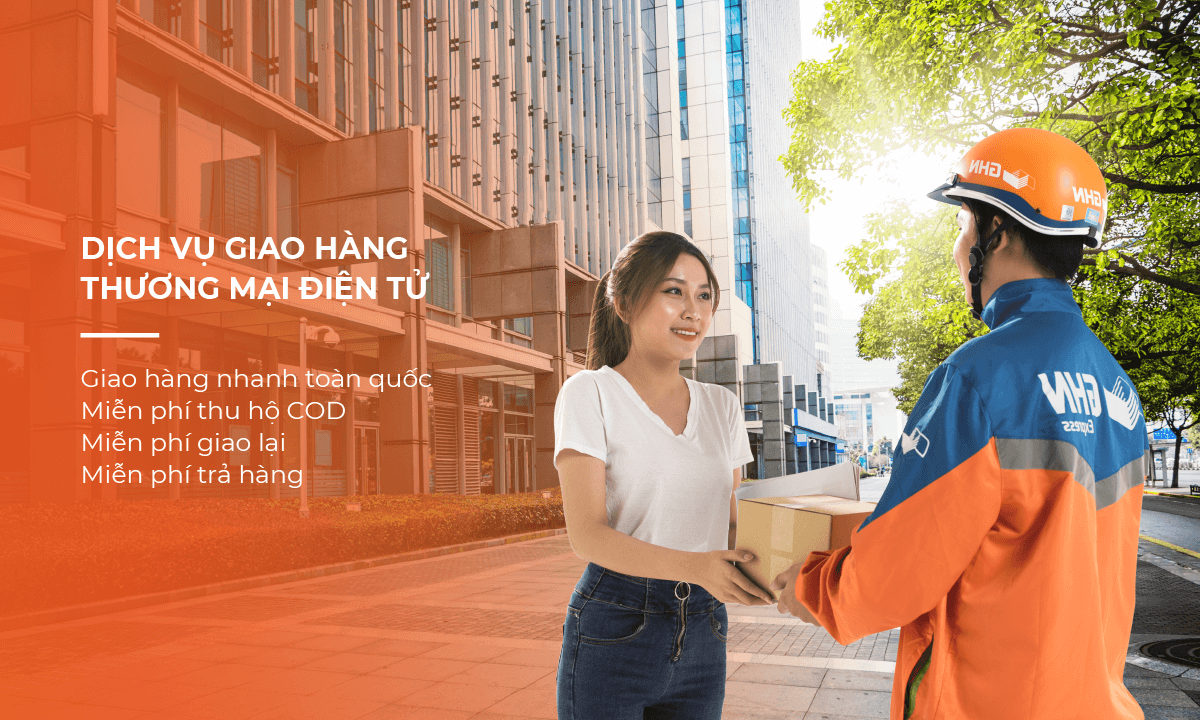 DỊCH VỤ GIAO HÀNG
THƯƠNG MẠI ĐIỆN TỬ
Giao hàng nhanh toàn quốc
Miễn phí thu hộ COD
Miễn phí giao lại
Miễn phí trả hàng
GHN
GHN
GHN
Express